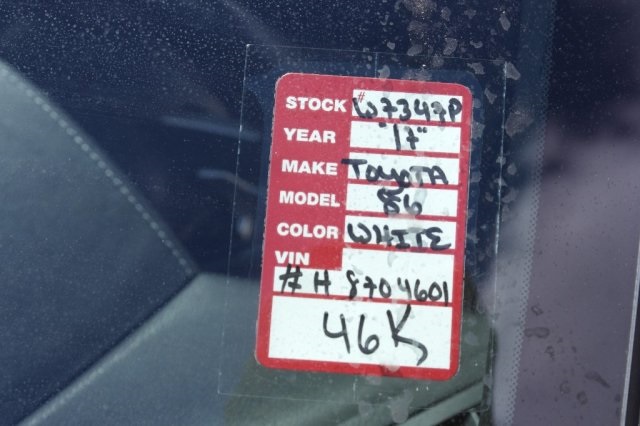 STOCK # W7347P
YEAR "17"
MAKE TOYOTA
MODEL 86
COLOR WHITE
VIN
# H 8704601
46K